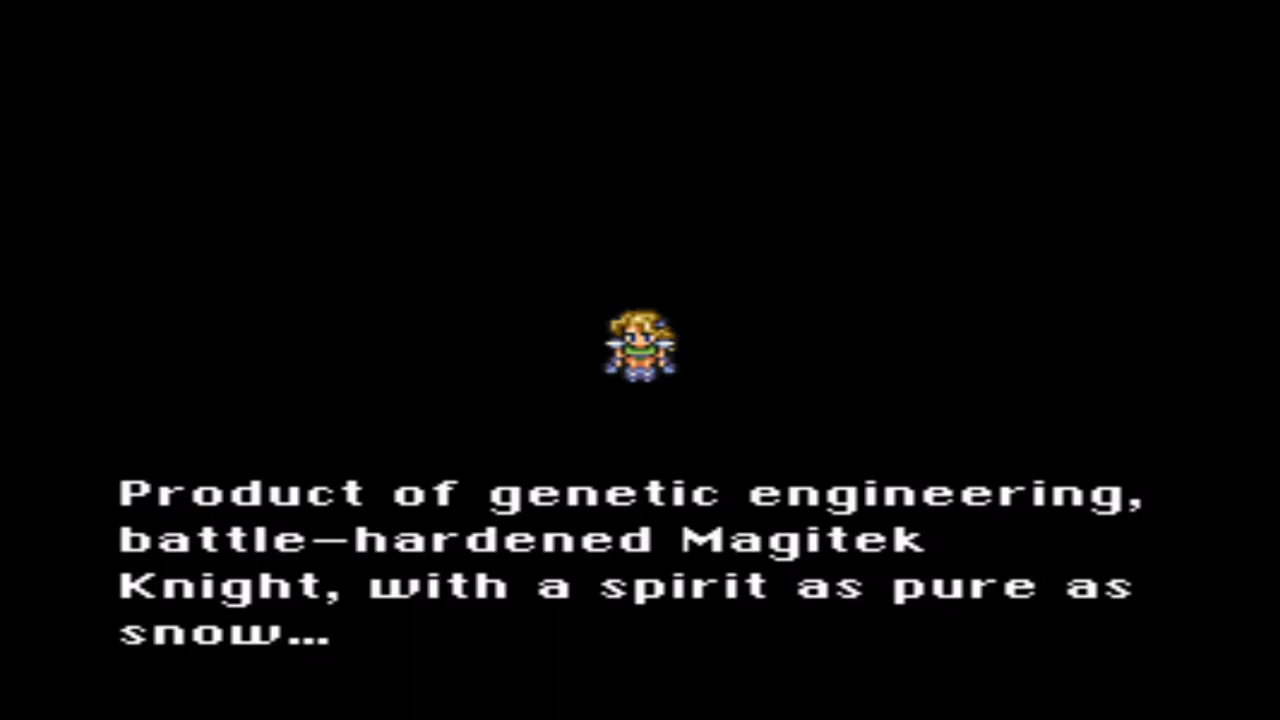 Product of genetic engineering,
battle-hardened Magitek
Knight, with a spirit as pure as
snow...